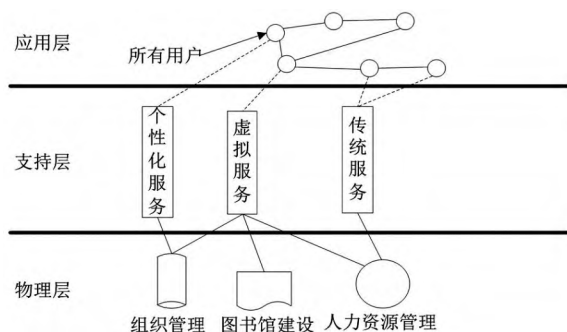 应用层
所有用户
支持层
个性化服务
虚拟服务
传统服务
物理层
组织管理
图书馆建设
人力资源管理